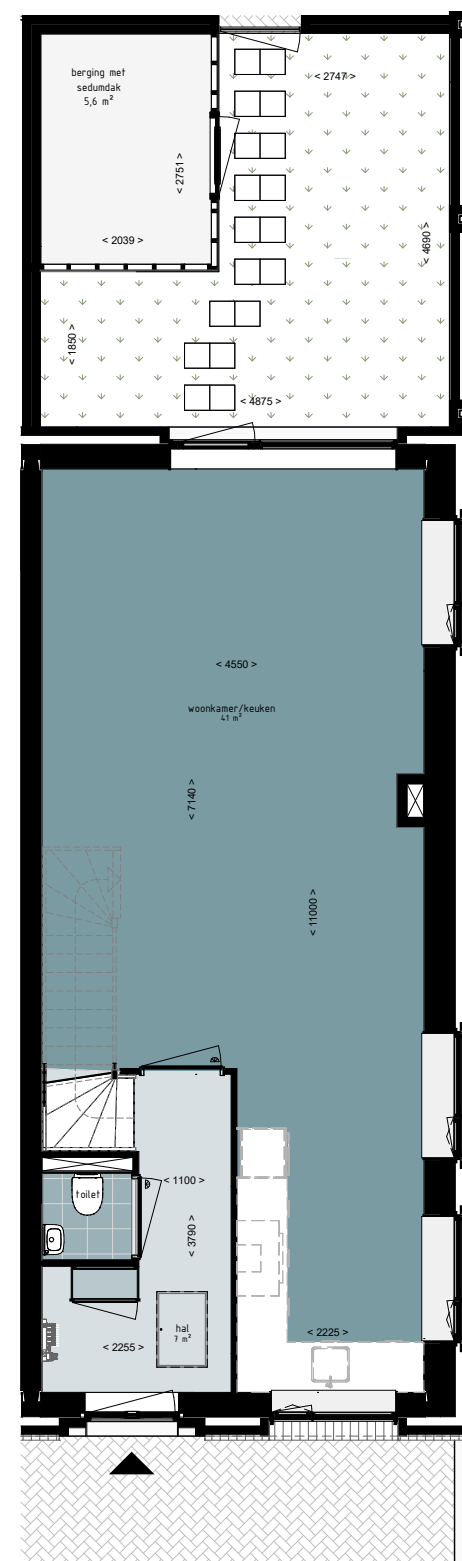 berging met
sedumdak
5,6 m²
< 2747 >
< 2751 >
< 2039 >
< 4690 >
< 1850 >
< 4875 >
< 4550 >
woonkamer/keuken
41 m²
< 7140 >
< 11000 >
toilet
< 1100 >
< 3790 >
hal
7 m²
< 2255 >
< 2225 >